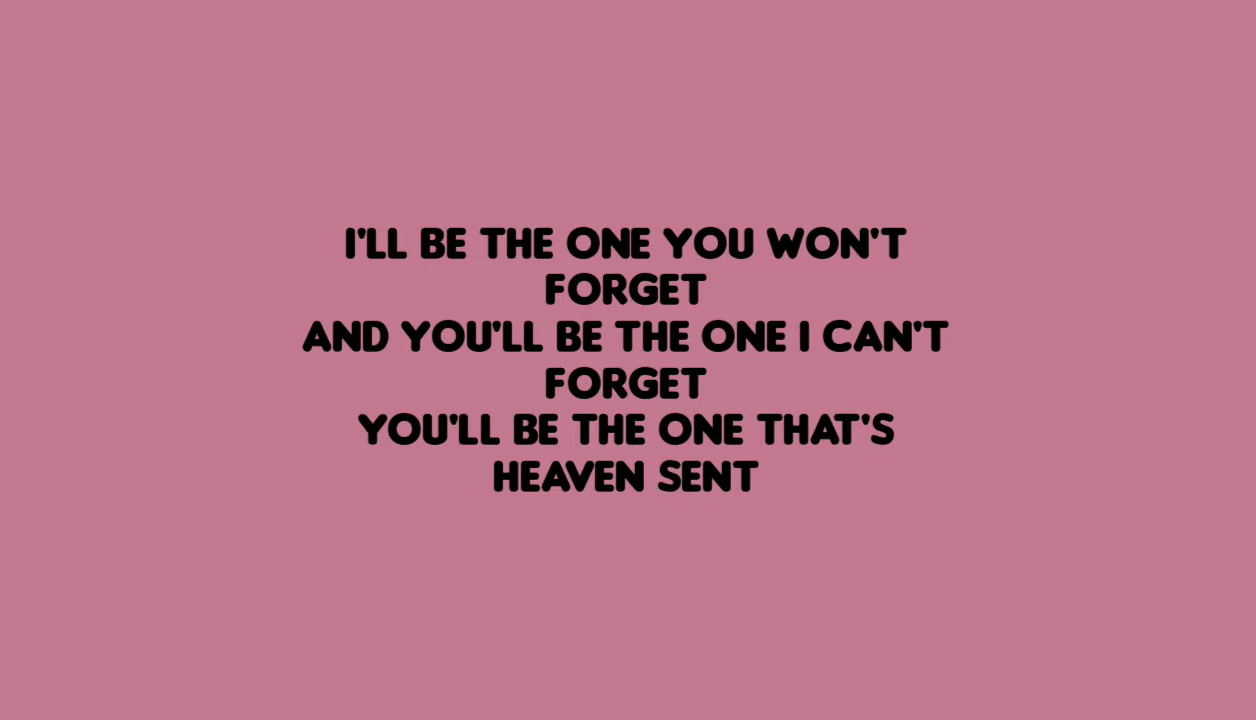 I'LL BE THE ONE YOU WON'T
FORGET
AND YOU'LL BE THE ONE I CAN'T
FORGET
YOU'LL BE THE ONE THAT'S
HEAVEN SENT